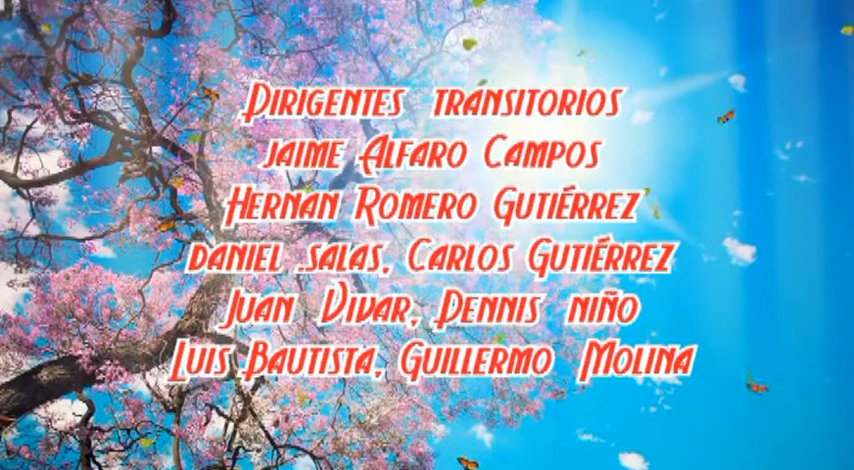 Dirigentes transitorios
jaime Alfaro Campos
Hernan Romero Gutiérrez
daniel .salas, Carlos Gutiérrez
Juan Vivar, Dennis niño
Luis Bautista, Guillermo Molina